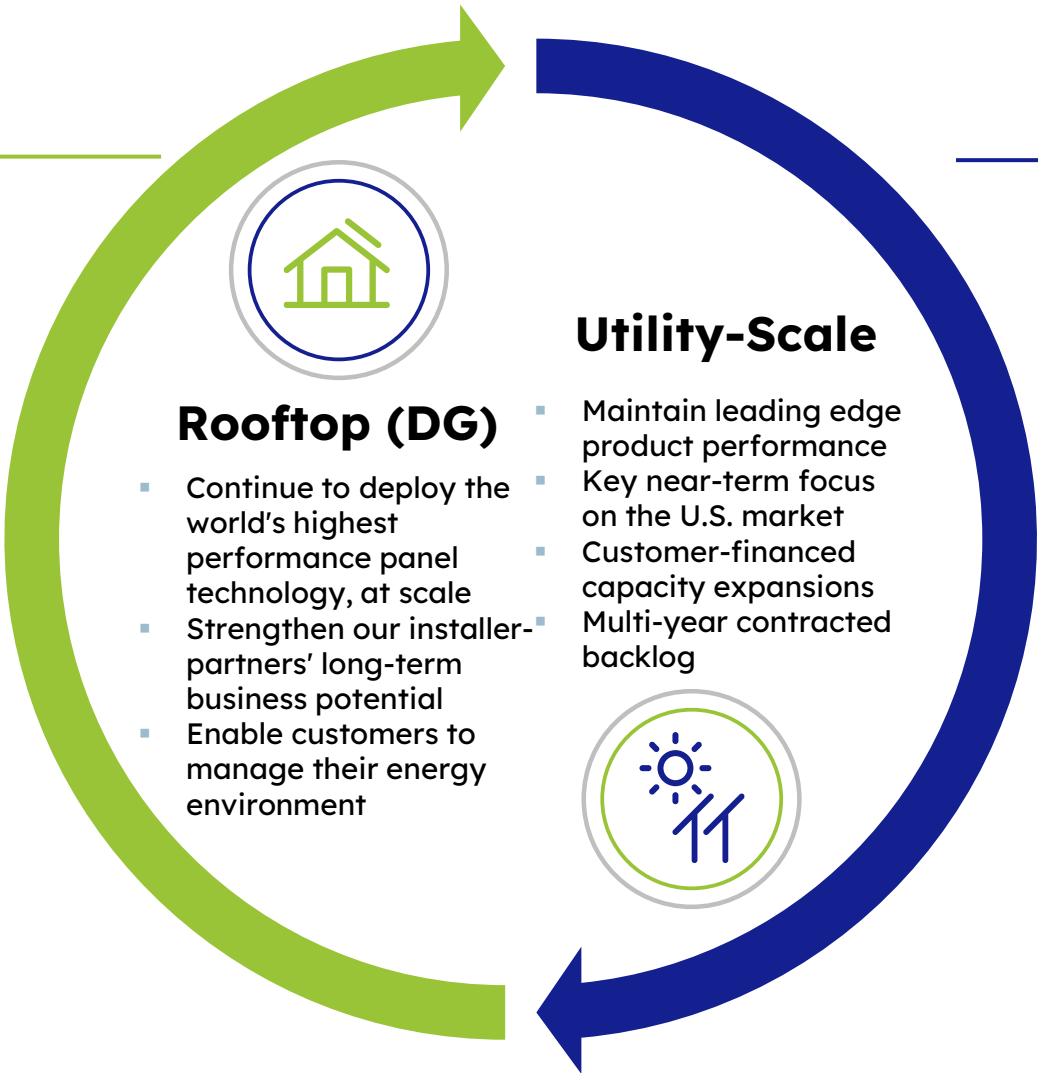 Rooftop (DG)
▪ Continue to deploy the
world's highest
performance panel
technology, at scale
▪ Strengthen our installer-
partners' long-term
business potential
▪ Enable customers to
manage their energy
environment
Utility-Scale
▪ Maintain leading edge
product performance
▪ Key near-term focus
on the U.S. market
▪ Customer-financed
capacity expansions
▪ Multi-year contracted
backlog